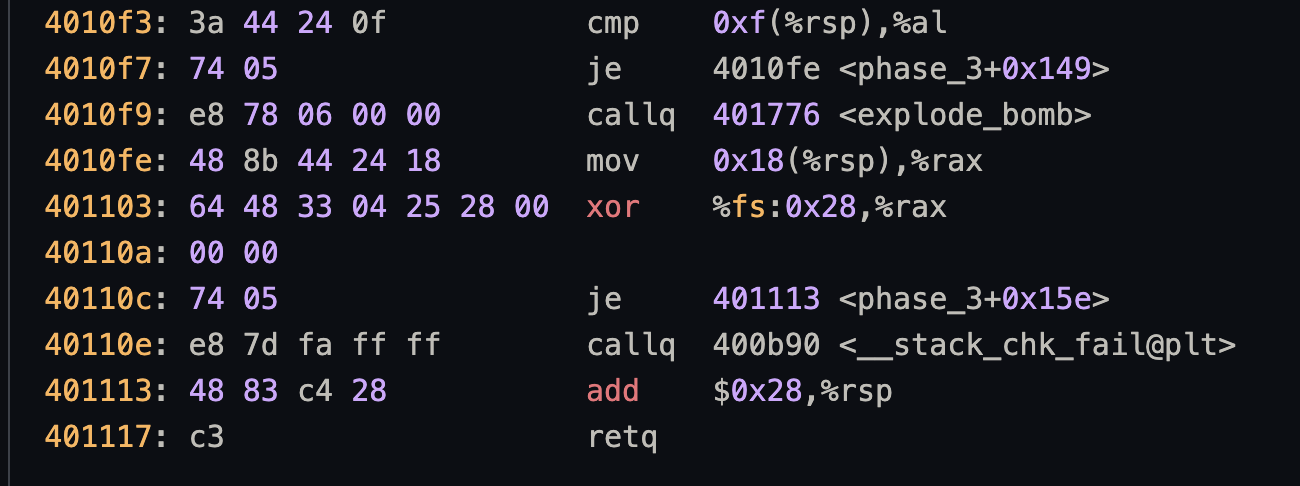 4010f3: 3a 44 24 0f cmp 0xf(%rsp),%al
4010f7: 74 05 je 4010fe <phase_3+0x149>
4010f9: e8 78 06 00 00 callq 401776 <explode_bomb>
4010fe: 48 8b 44 24 18 mov 0x18(%rsp),%rax
401103: 64 48 33 04 25 28 00 xor %fs:0x28,%rax
40110a: 00 00
40110c: 74 05 je 401113 <phase_3+0x15e>
40110e: e8 7d fa ff ff callq 400b90 <__stack_chk_fail@plt>
401113: 48 83 c4 28 add $0x28,%rsp
401117: c3 retq